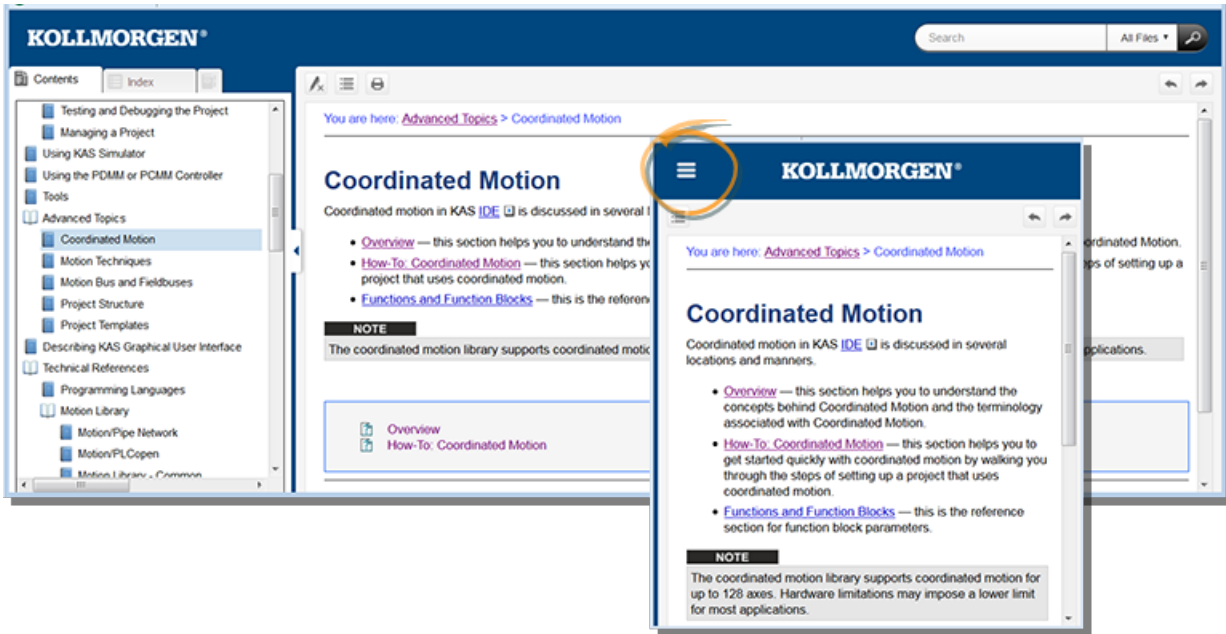 KOLLMORGEN®
Search
All Files
Contents
Index
Testing and Debugging the Project
Managing a Project
Using KAS Simulator
Using the PDMM or PCMM Controller
Tools
Advanced Topics
Coordinated Motion
Motion Techniques
Motion Bus and Fieldbuses
Project Structure
Project Templates
Describing KAS Graphical User Interface
Technical References
Programming Languages
Motion Library
Motion/Pipe Network
Motion/PLCopen
Motion Library - Common
You are here: Advanced Topics > Coordinated Motion
Coordinated Motion
Coordinated motion in KAS IDE is discussed in several
• Overview — this section helps you to understand the
ordinated Motion.
• How-To: Coordinated Motion — this section helps
eps of setting up a
project that uses coordinated motion.
• Functions and Function Blocks — this is the
NOTE
The coordinated motion library supports coordinated
pplications.
Overview
How-To: Coordinated Motion
KOLLMORGEN®
You are here: Advanced Topics > Coordinated Motion
Coordinated Motion
Coordinated motion in KAS IDE is discussed in several
locations and manners.
• Overview — this section helps you to understand the
concepts behind Coordinated Motion and the terminology
associated with Coordinated Motion.
• How-To: Coordinated Motion — this section helps you to
get started quickly with coordinated motion by walking you
through the steps of setting up a project that uses
coordinated motion.
• Functions and Function Blocks — this is the reference
section for function block parameters.
NOTE
The coordinated motion library supports coordinated motion for
up to 128 axes. Hardware limitations may impose a lower limit
for most applications.